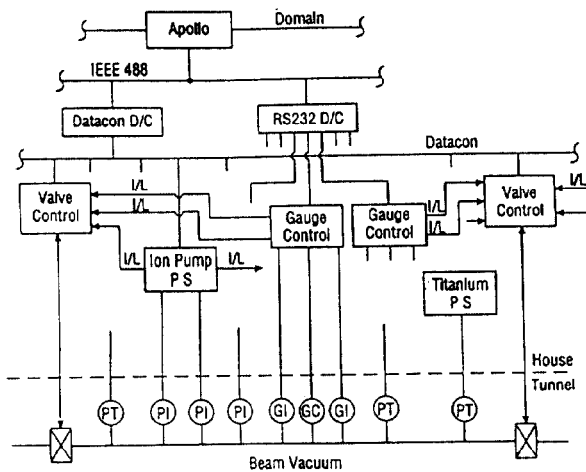 Apollo
Domain
IEEE 488
Datacon D/C
RS232 D/C
Datacon
Valve
Control
I/L
I/L
I/L
Ion Pump
P S
I/L
Gauge
Control
Gauge
Control
I/L
I/L
Valve
Control
I/L
Titanium
P S
House
Tunnel
PT
PI
PI
PI
GI
GC
GI
PT
PT
Beam Vacuum